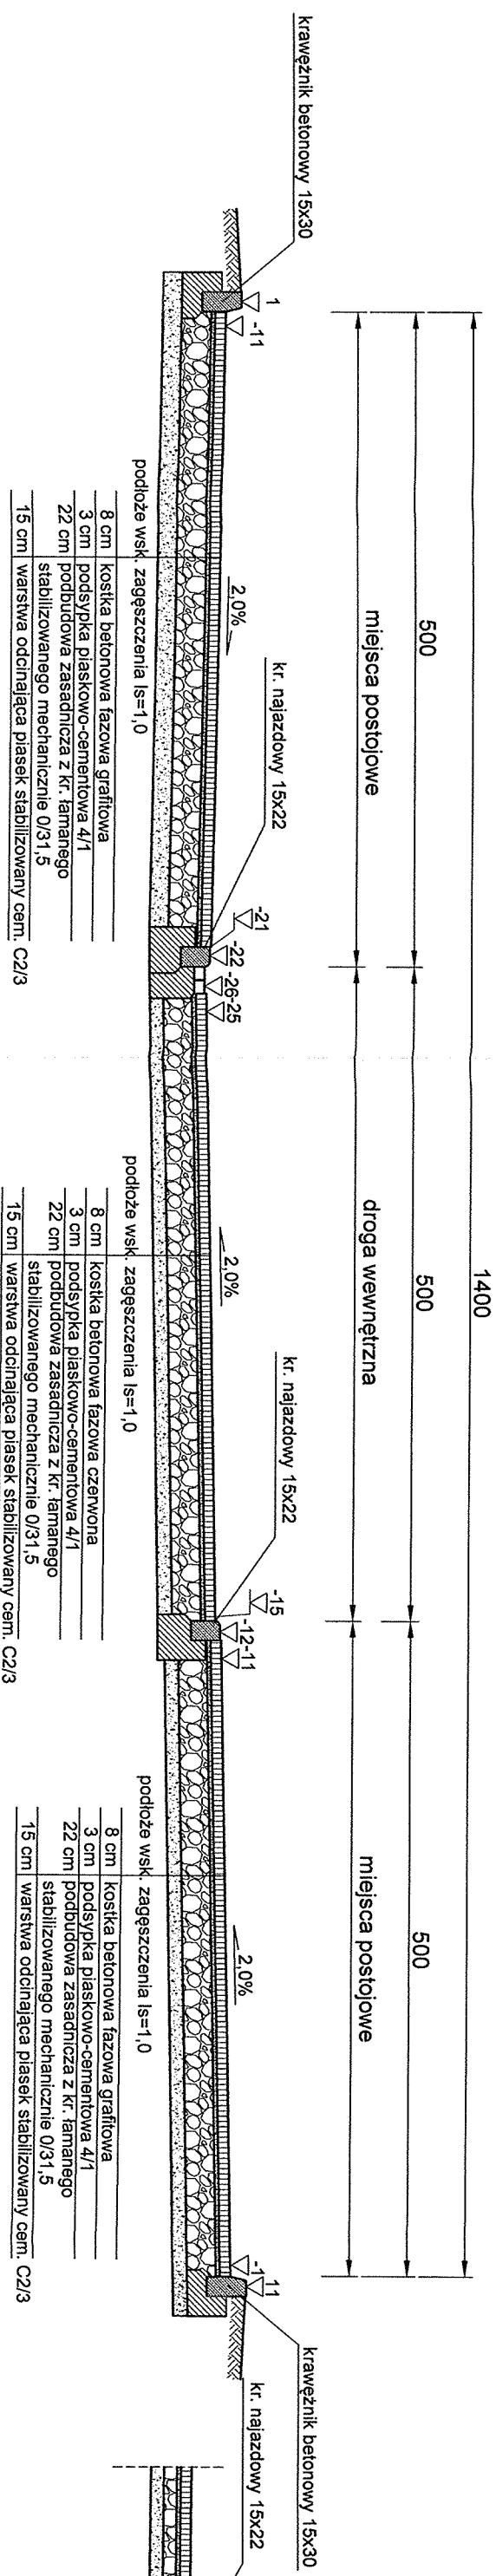 1400
500
500
500
miejsca postojowe
droga wewnętrzna
miejsca postojowe
krawężnik betonowy 15x30
kr. najazdowy 15x22
kr. najazdowy 15x22
krawężnik betonowy 15x30
kr. najazdowy 15x22
1
-11
2,0%
-21
-22
-26-25
2,0%
-15
-12-11
2,0%
-1
11
podłoże wsk. zagęszczenia Is=1,0
8 cm kostka betonowa fazowa grafitowa
3 cm podsypka piaskowo-cementowa 4/1
22 cm podbudowa zasadnicza z kr. łamanego
stabilizowanego mechanicznie 0/31,5
15 cm warstwa odcinająca piasek stabilizowany cem. C2/3
podłoże wsk. zagęszczenia Is=1,0
8 cm kostka betonowa fazowa czerwona
3 cm podsypka piaskowo-cementowa 4/1
22 cm podbudowa zasadnicza z kr. łamanego
stabilizowanego mechanicznie 0/31,5
15 cm warstwa odcinająca piasek stabilizowany cem. C2/3
podłoże wsk. zagęszczenia Is=1,0
8 cm kostka betonowa fazowa grafitowa
3 cm podsypka piaskowo-cementowa 4/1
22 cm podbudowa zasadnicza z kr. łamanego
stabilizowanego mechanicznie 0/31,5
15 cm warstwa odcinająca piasek stabilizowany cem. C2/3